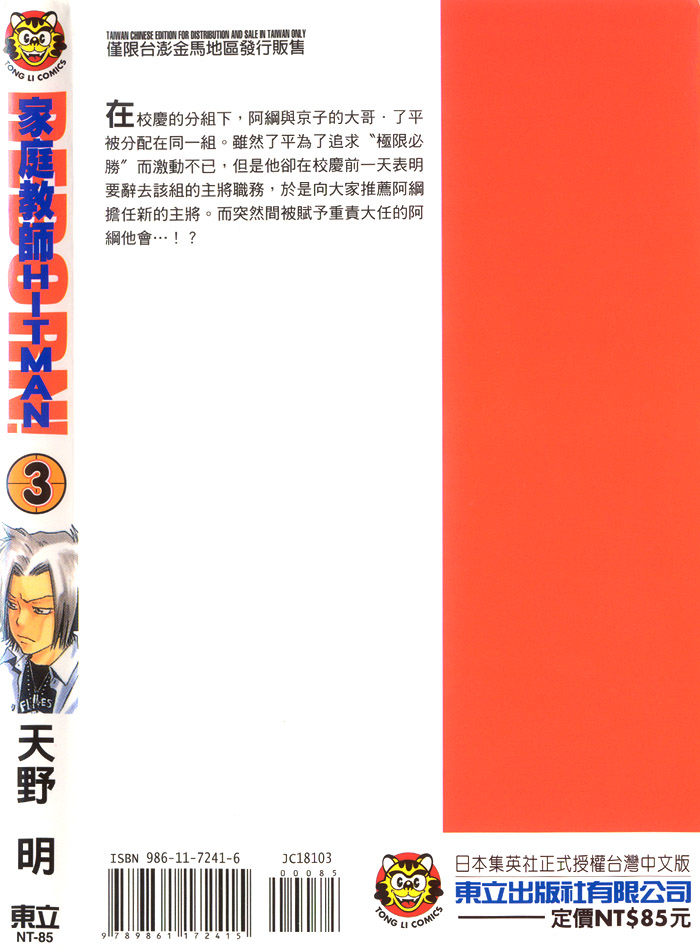 TONG LI COMICS
家庭教師HITMAN
REBORN!
3
FLAMES
天野 明
東立
NT-85
TAIWAN CHINESE EDITION FOR DISTRIBUTION AND SALE IN TAIWAN ONLY
僅限台澎金馬地區發行販售
在校慶的分組下，阿綱與京子的大哥．了平
被分配在同一組。雖然了平為了追求〝極限必
勝〞而激動不已，但是他卻在校慶前一天表明
要辭去該組的主將職務，於是向大家推薦阿綱
擔任新的主將。而突然間被賦予重責大任的阿
綱他會…！？
ISBN 986-11-7241-6
9789861172415
JC18103
00085
TONG LI COMICS
日本集英社正式授權台灣中文版
東立出版社有限公司
定價NT$85元